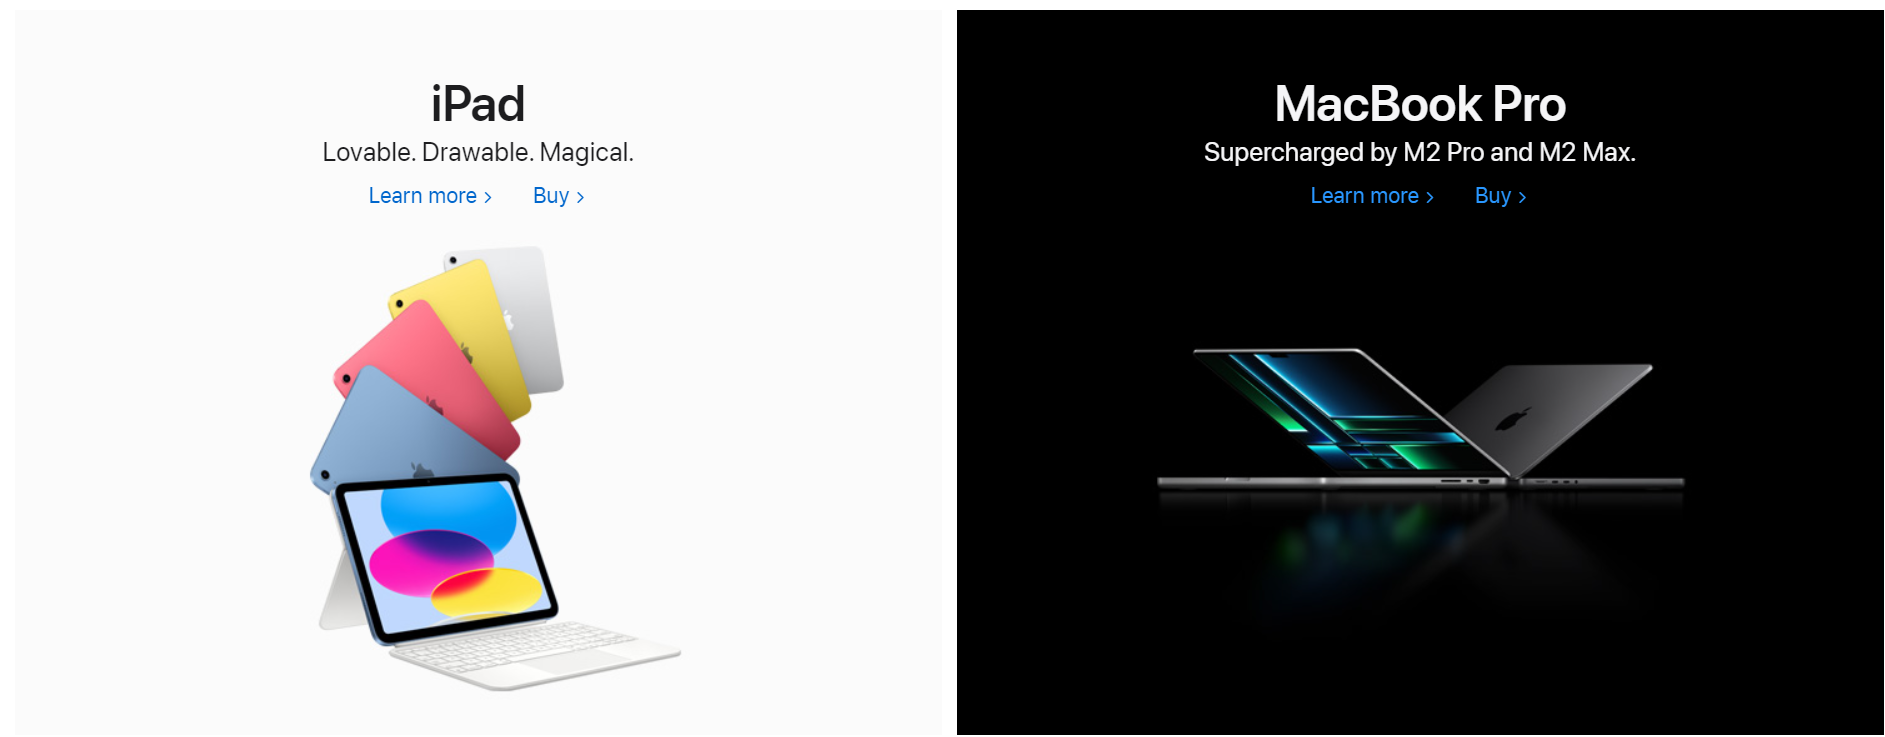 iPad
Lovable. Drawable. Magical.
Learn more >
Buy >
MacBook Pro
Supercharged by M2 Pro and M2 Max.
Learn more >
Buy >